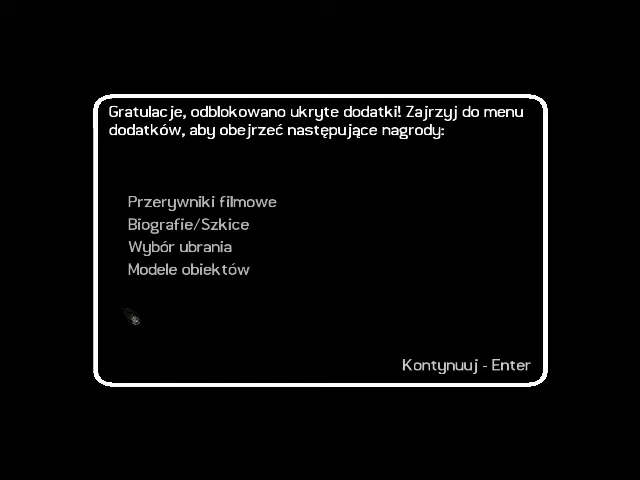 Gratulacje, odblokowano ukryte dodatki! Zajrzyj do menu
dodatków, aby obejrzeć następujące nagrody:
Przerywniki filmowe
Biografie/Szkice
Wybór ubrania
Modele obiektów
Kontynuuj - Enter